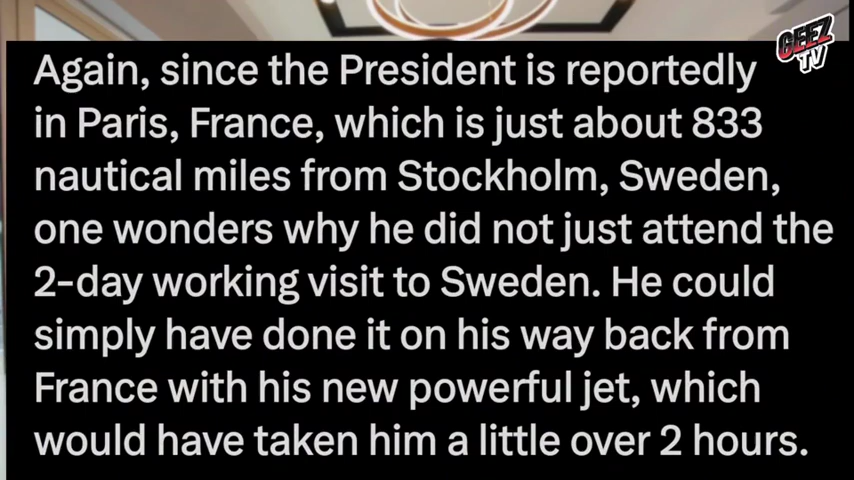 GEEZ
TV
Again, since the President is reportedly
in Paris, France, which is just about 833
nautical miles from Stockholm, Sweden,
one wonders why he did not just attend the
2-day working visit to Sweden. He could
simply have done it on his way back from
France with his new powerful jet, which
would have taken him a little over 2 hours.